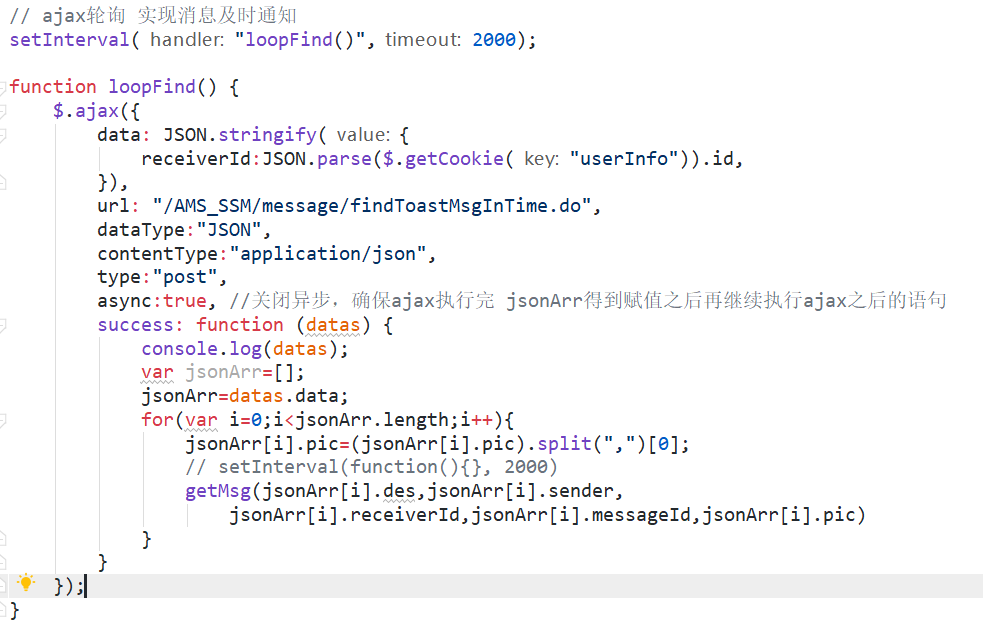 // ajax轮询 实现消息及时通知
setInterval( handler: "loopFind()", timeout: 2000);
function loopFind() {
$.ajax({
data: JSON.stringify( value: {
receiverId:JSON.parse($.getCookie( key: "userInfo")).id,
}),
url: "/AMS_SSM/message/findToastMsgInTime.do",
dataType:"JSON",
contentType:"application/json",
type:"post",
async:true, //关闭异步，确保ajax执行完 jsonArr得到赋值之后再继续执行ajax之后的语句
success: function (datas) {
console.log(datas);
var jsonArr=[];
jsonArr=datas.data;
for(var i=0;i<jsonArr.length;i++){
jsonArr[i].pic=(jsonArr[i].pic).split(",")[0];
// setInterval(function(){}, 2000)
getMsg(jsonArr[i].des,jsonArr[i].sender,
jsonArr[i].receiverId,jsonArr[i].messageId,jsonArr[i].pic)
}
}
});
}